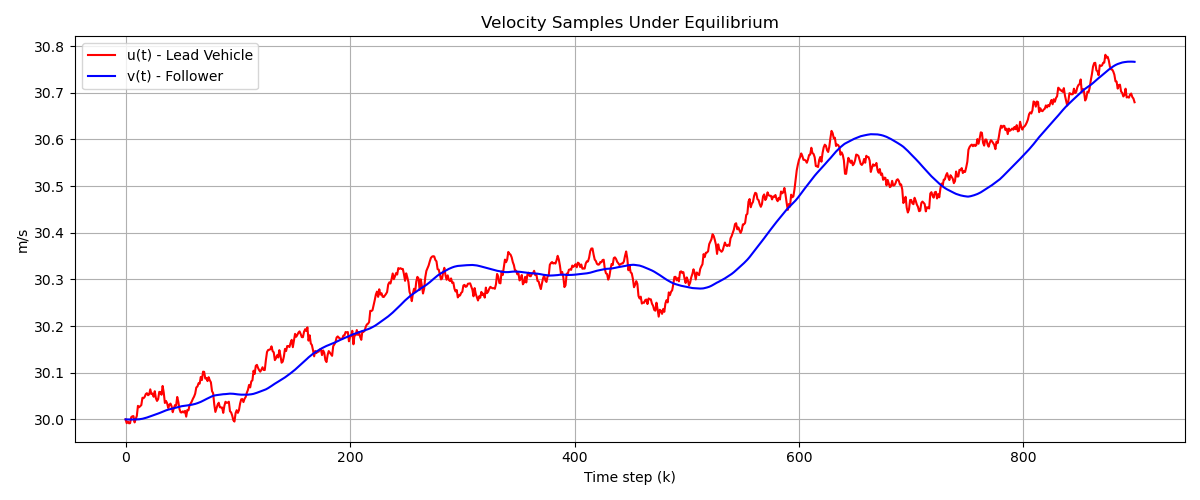 Velocity Samples Under Equilibrium
u(t) - Lead Vehicle
v(t) - Follower
30.8
30.7
30.6
30.5
30.4
30.3
30.2
30.1
30.0
m/s
0 200 400 600 800
Time step (k)